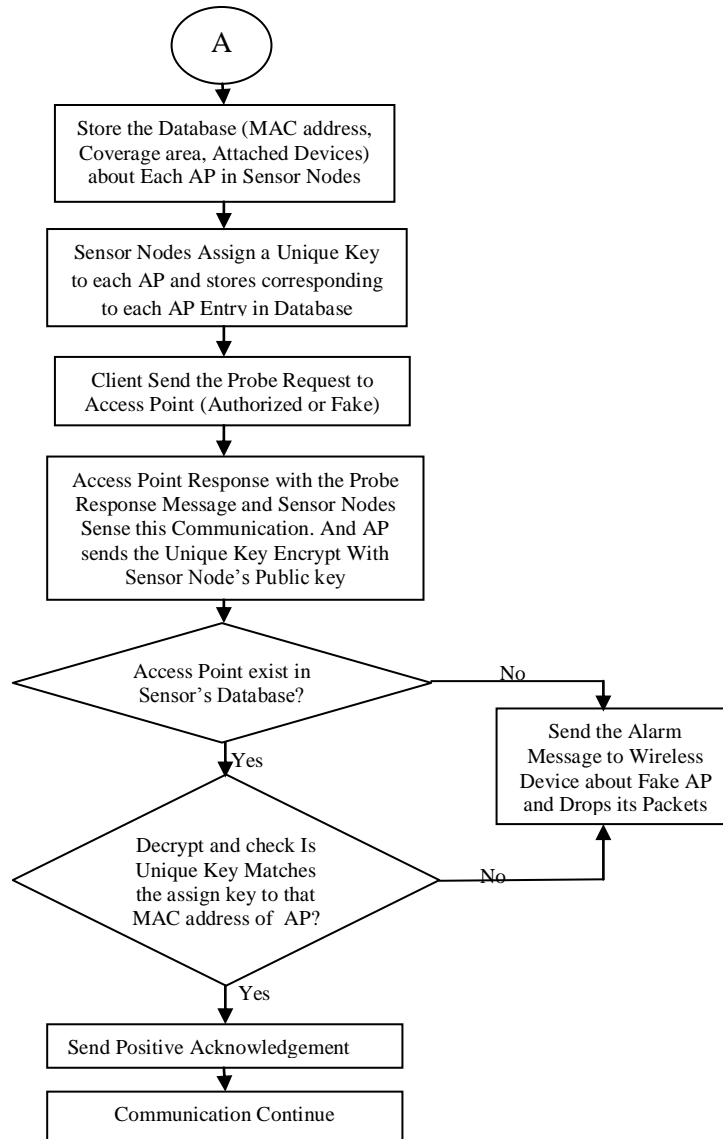 A
Store the Database (MAC address,
Coverage area, Attached Devices)
about Each AP in Sensor Nodes
Sensor Nodes Assign a Unique Key
to each AP and stores corresponding
to each AP Entry in Database
Client Send the Probe Request to
Access Point (Authorized or Fake)
Access Point Response with the Probe
Response Message and Sensor Nodes
Sense this Communication. And AP
sends the Unique Key Encrypt With
Sensor Node's Public key
Access Point exist in
Sensor's Database?
No
Send the Alarm
Message to Wireless
Device about Fake AP
and Drops its Packets
Yes
Decrypt and check Is
Unique Key Matches
the assign key to that
MAC address of AP?
No
Yes
Send Positive Acknowledgement
Communication Continue